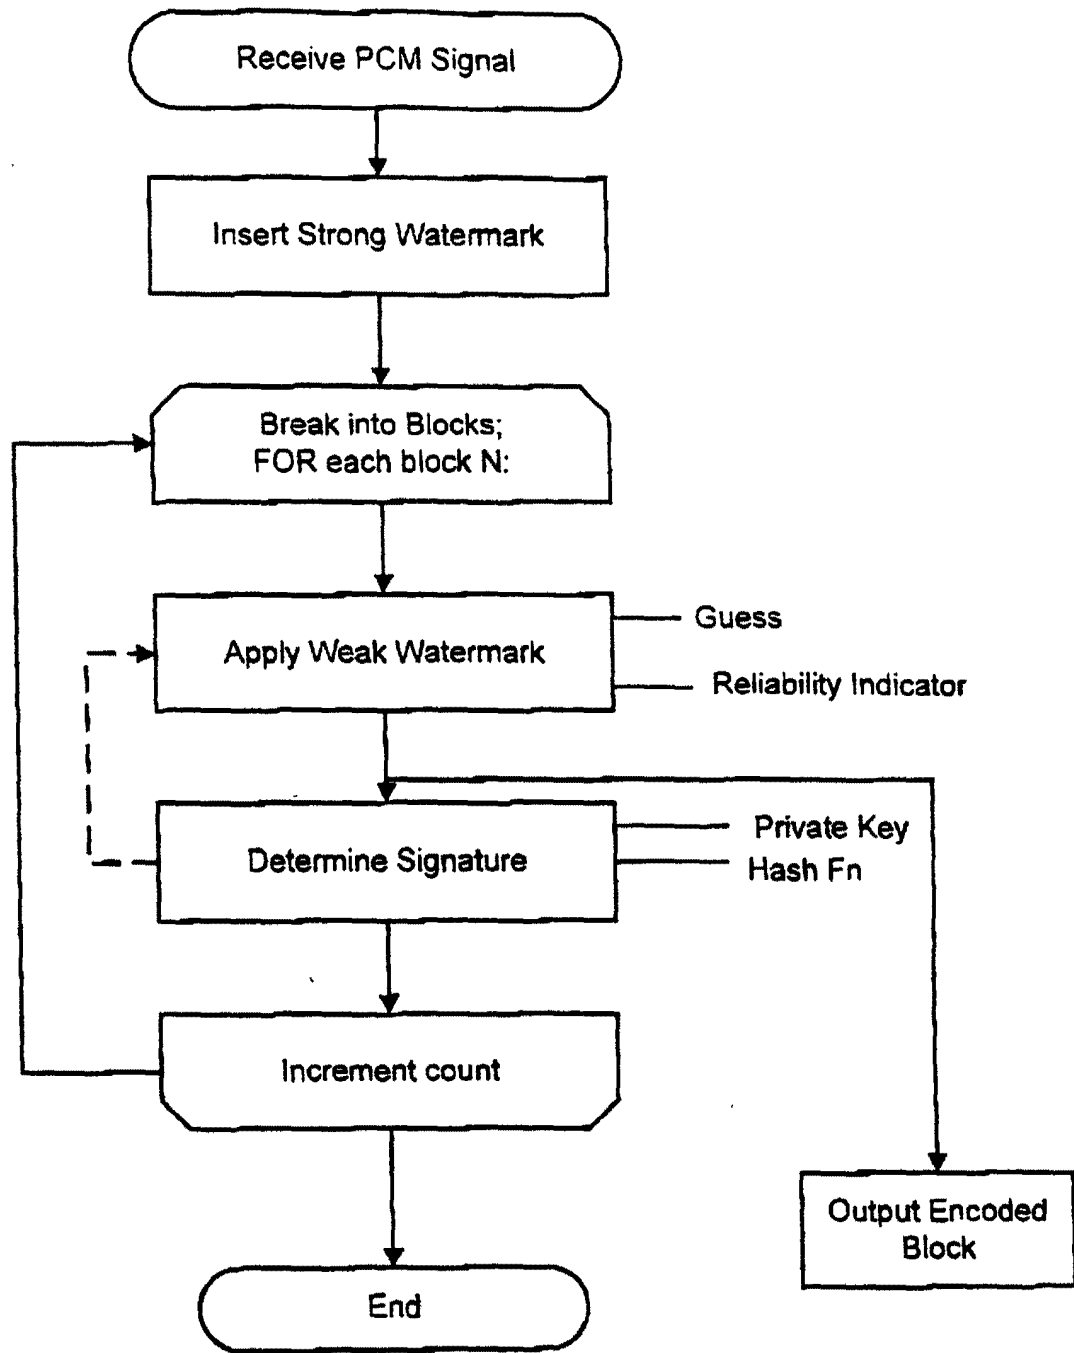 Receive PCM Signal
Insert Strong Watermark
Break into Blocks;
FOR each block N:
Apply Weak Watermark
Guess
Reliability Indicator
Determine Signature
Private Key
Hash Fn
Increment count
Output Encoded
Block
End